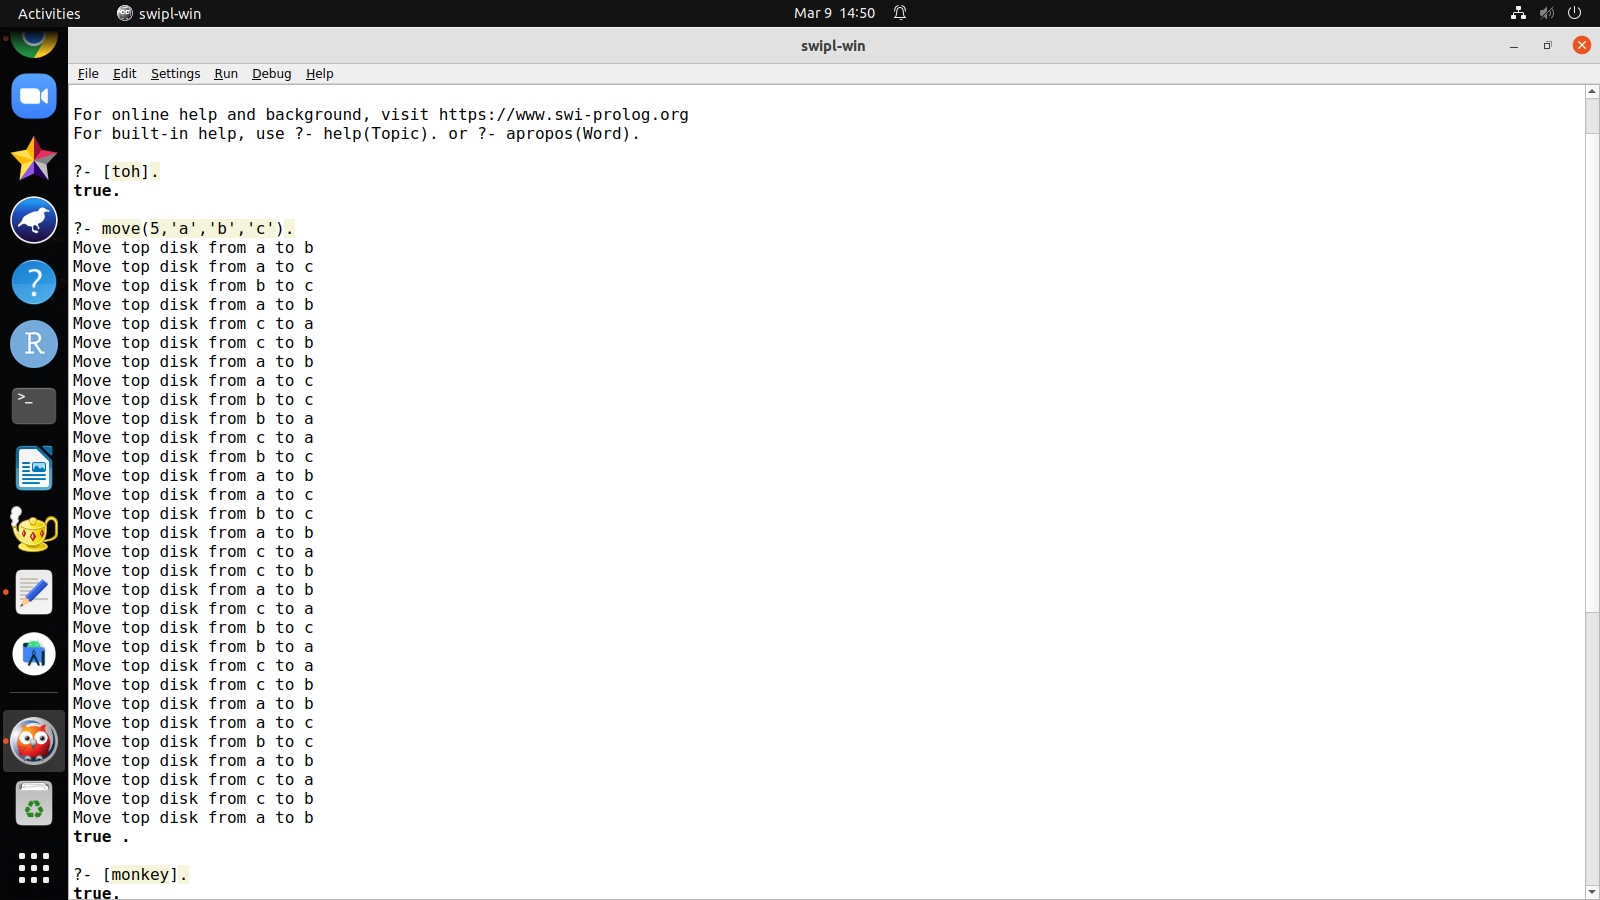 Activities
swipl-win
Mar 9 14:50
swipl-win
File Edit Settings Run Debug Help
For online help and background, visit https://www.swi-prolog.org
For built-in help, use ?- help(Topic). or ?- apropos(Word).
?- [toh].
true.
?- move(5,'a','b','c').
Move top disk from a to b
Move top disk from a to c
Move top disk from b to c
Move top disk from a to b
Move top disk from c to a
Move top disk from c to b
Move top disk from a to b
Move top disk from a to c
Move top disk from b to c
Move top disk from b to a
Move top disk from c to a
Move top disk from b to c
Move top disk from a to b
Move top disk from a to c
Move top disk from b to c
Move top disk from a to b
Move top disk from c to a
Move top disk from c to b
Move top disk from a to b
Move top disk from c to a
Move top disk from b to c
Move top disk from b to a
Move top disk from c to a
Move top disk from c to b
Move top disk from a to b
Move top disk from a to c
Move top disk from b to c
Move top disk from a to b
Move top disk from c to a
Move top disk from c to b
Move top disk from a to b
true .
?- [monkey].
true.
?
R
>_